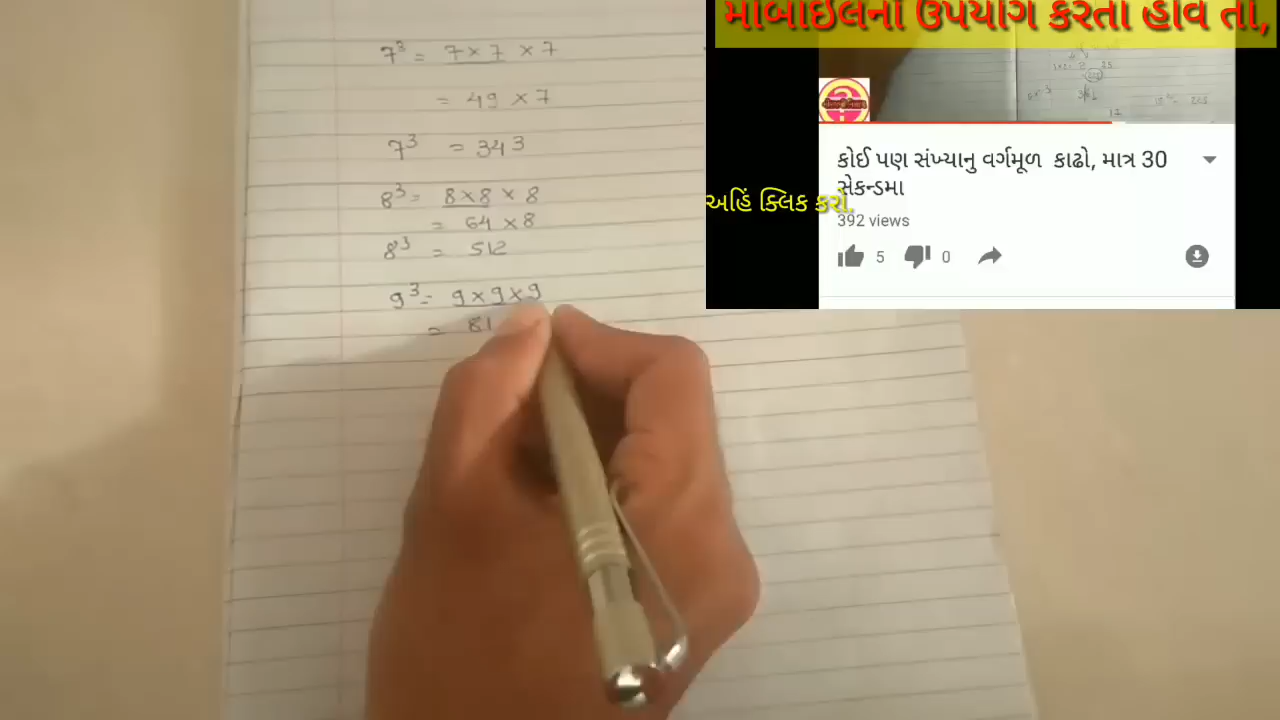 7³ = 7 × 7 × 7
= 49 × 7
7³ = 343
8³ = 8 × 8 × 8
= 64 × 8
8³ = 512
9³ = 9 × 9 × 9
= 81
મોબાઇલનો ઉપયોગ કરતા હોવ તો,
કોઈ પણ સંખ્યાનુ વર્ગમૂળ કાઢો, માત્ર 30
સેકન્ડમા
અહિં ક્લિક કરો.
392 views
5 0